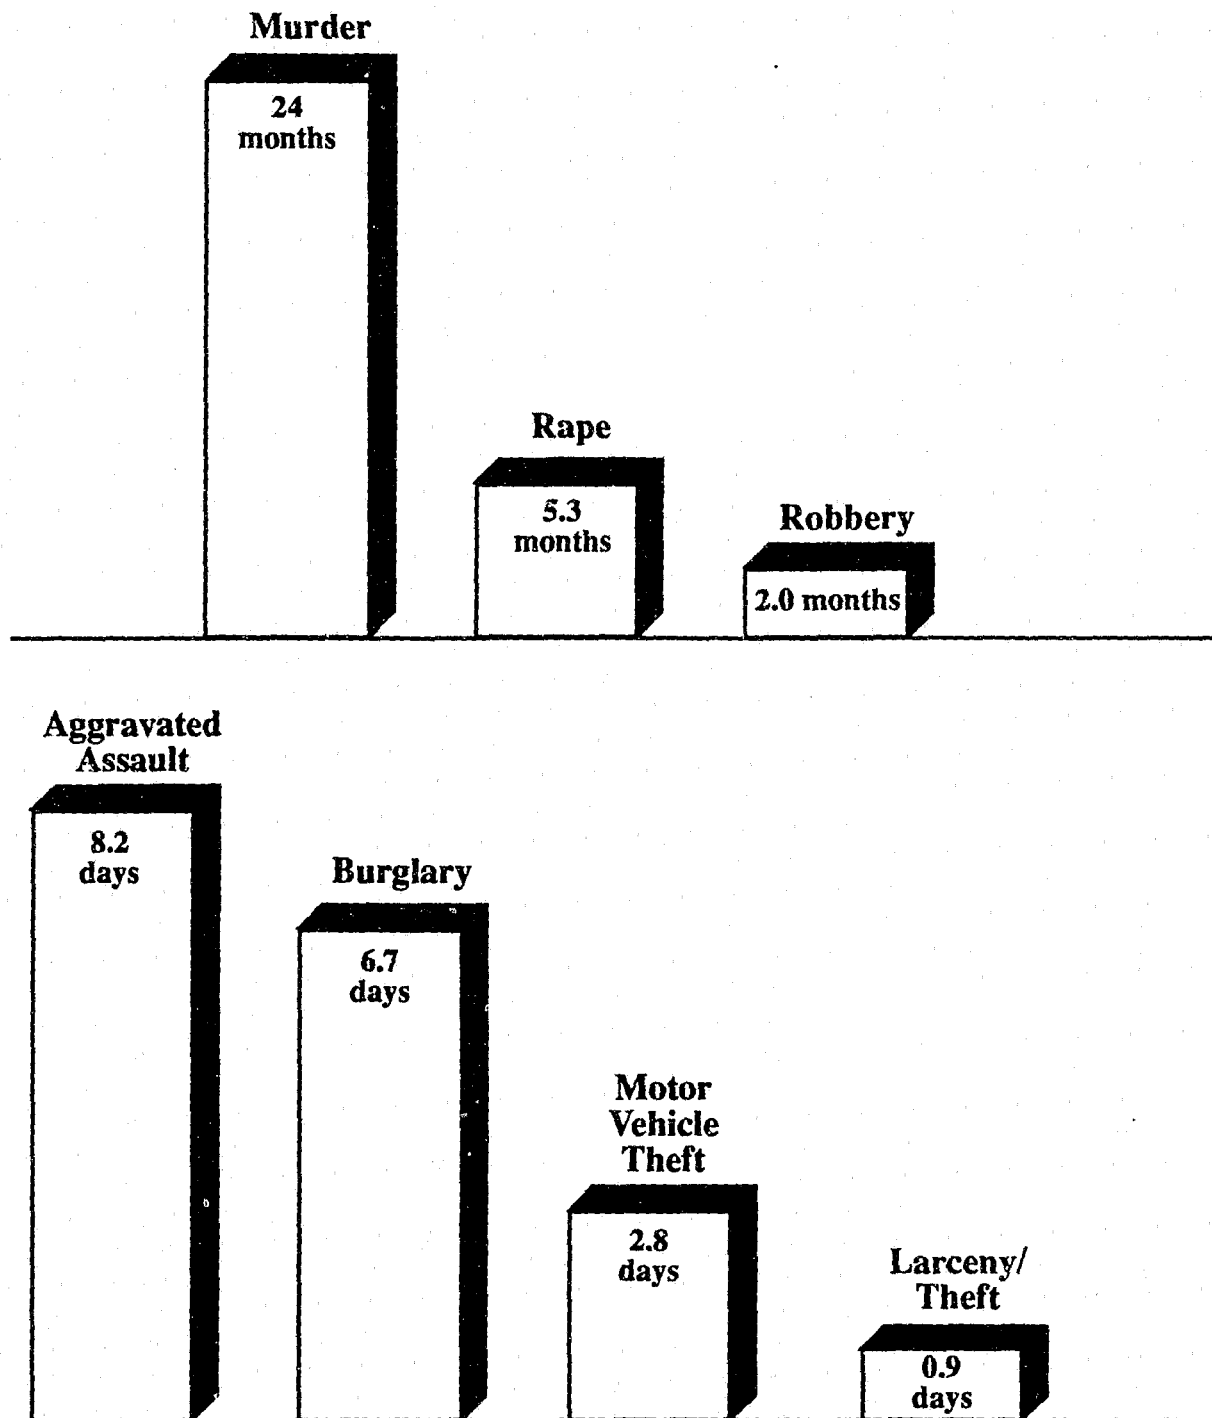 Murder
24
months
Rape
5.3
months
Robbery
2.0 months
Aggravated
Assault
8.2
days
Burglary
6.7
days
Motor
Vehicle
Theft
2.8
days
Larceny/
Theft
0.9
days